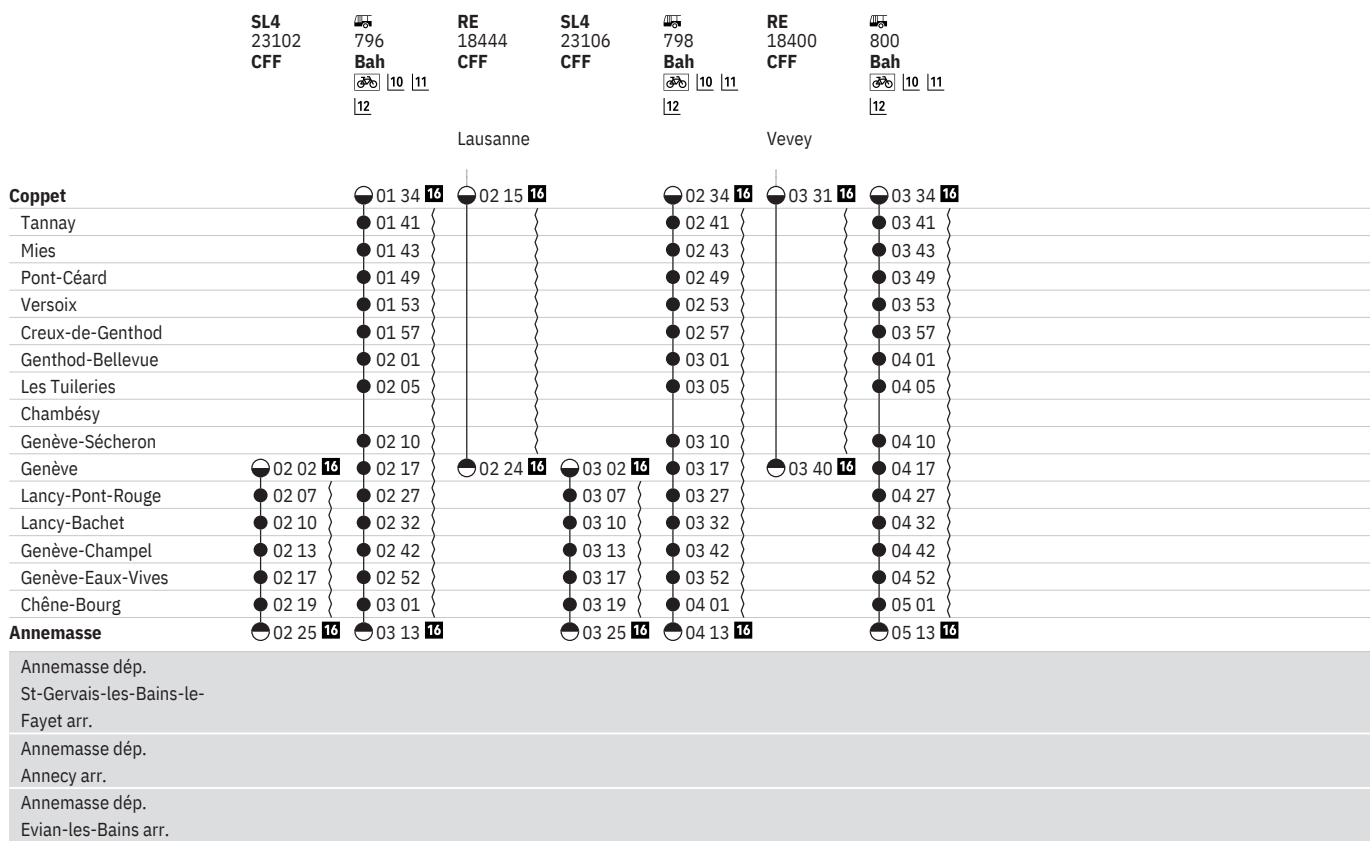 SL4 RE SL4 RE
23102 796 18444 23106 798 18400 800
CFF Bah CFF CFF Bah CFF Bah
10 11 10 11 10 11
12 12 12
Lausanne Vevey
Coppet 01 34 16 02 15 16 02 34 16 03 31 16 03 34 16
Tannay 01 41 02 41 03 41
Mies 01 43 02 43 03 43
Pont-Céard 01 49 02 49 03 49
Versoix 01 53 02 53 03 53
Creux-de-Genthod 01 57 02 57 03 57
Genthod-Bellevue 02 01 03 01 04 01
Les Tuileries 02 05 03 05 04 05
Chambésy
Genève-Sécheron 02 10 03 10 04 10
Genève 02 02 16 02 17 02 24 16 03 02 16 03 17 03 40 16 04 17
Lancy-Pont-Rouge 02 07 02 27 03 07 03 27 04 27
Lancy-Bachet 02 10 02 32 03 10 03 32 04 32
Genève-Champel 02 13 02 42 03 13 03 42 04 42
Genève-Eaux-Vives 02 17 02 52 03 17 03 52 04 52
Chêne-Bourg 02 19 03 01 03 19 04 01 05 01
Annemasse 02 25 16 03 13 16 03 25 16 04 13 16 05 13 16
Annemasse dép.
St-Gervais-les-Bains-le-
Fayet arr.
Annemasse dép.
Annecy arr.
Annemasse dép.
Evian-les-Bains arr.